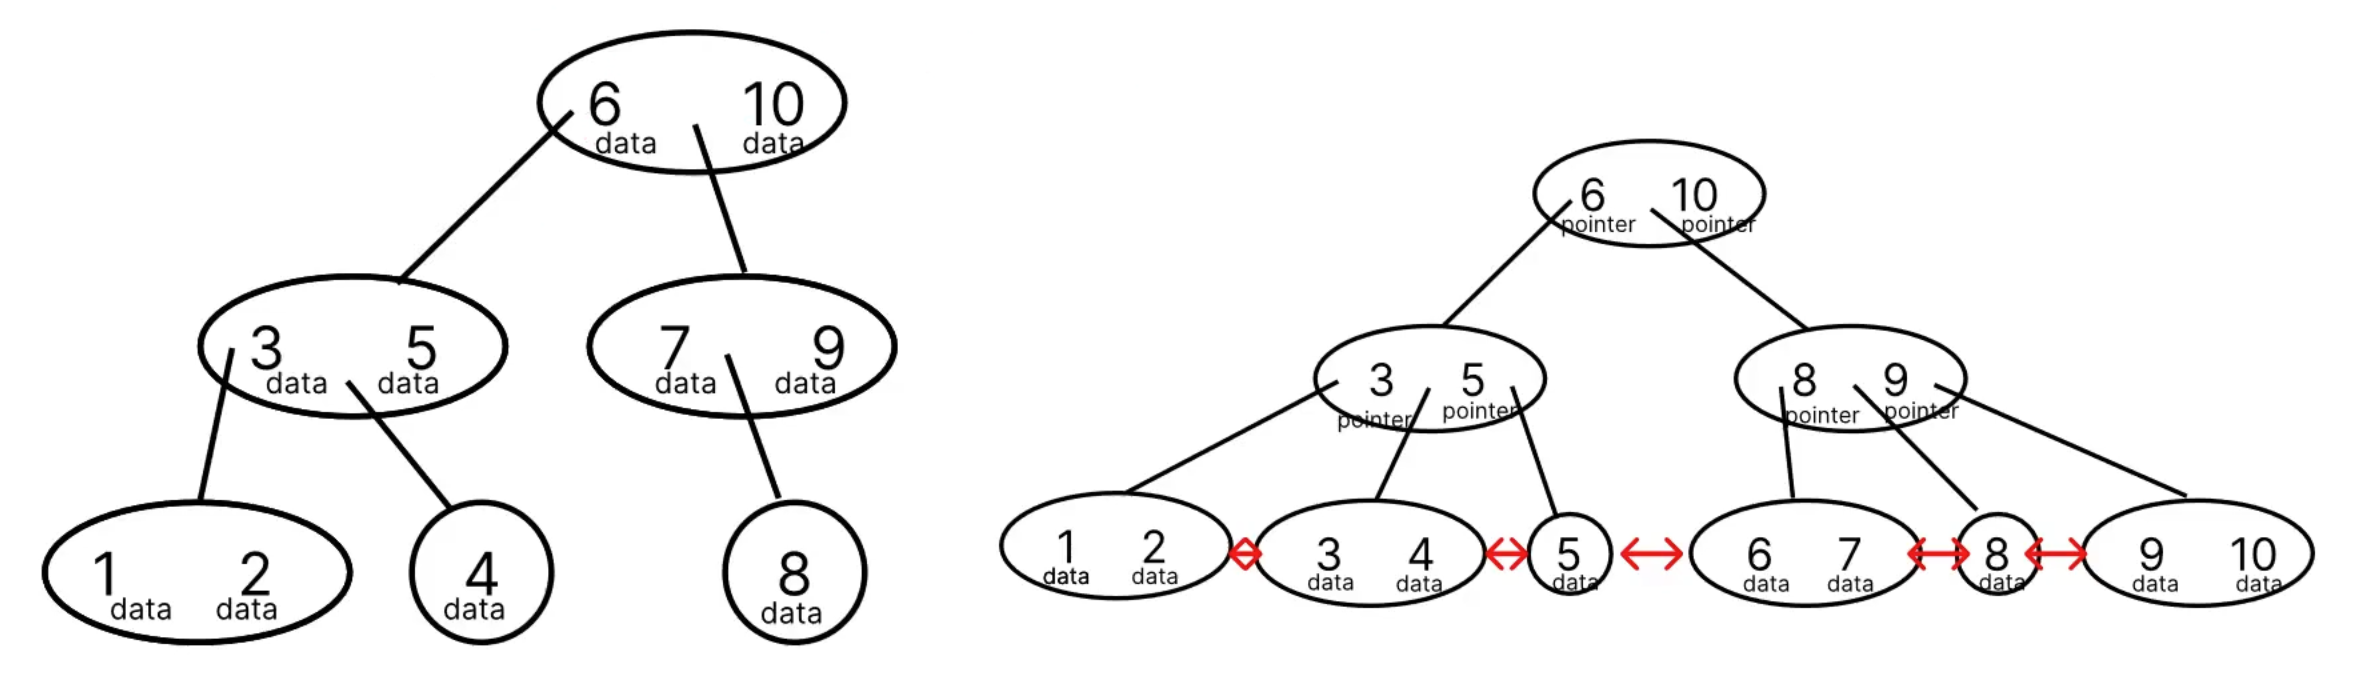 6 10
data data
3 5
data data
7 9
data data
1 2
data data
4
data
8
data
6 10
pointer pointer
3 5
pointer pointer
8 9
pointer pointer
1 2
data data
3 4
data data
5
data
6 7
data data
8
data
9 10
data data